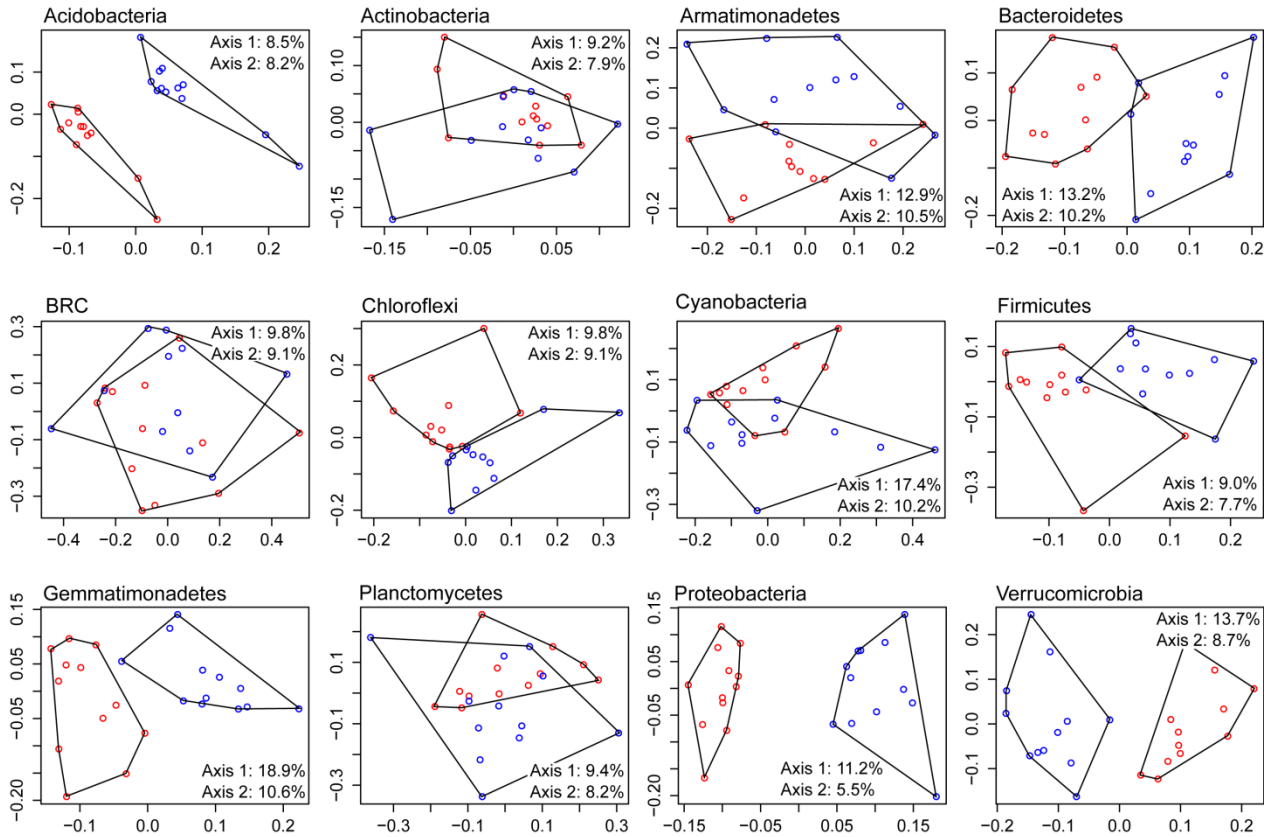 Acidobacteria
Axis 1: 8.5%
Axis 2: 8.2%
0.1
0.0
−0.2
−0.1 0.0 0.1 0.2
Actinobacteria
Axis 1: 9.2%
Axis 2: 7.9%
0.10
0.00
−0.15
−0.15 −0.05 0.05
Armatimonadetes
0.2
0.1
0.0
−0.2
Axis 1: 12.9%
Axis 2: 10.5%
−0.2 −0.1 0.0 0.1 0.2
Bacteroidetes
0.1
0.0
−0.2
Axis 1: 13.2%
Axis 2: 10.2%
−0.2 −0.1 0.0 0.1 0.2
BRC
Axis 1: 9.8%
Axis 2: 9.1%
0.3
0.1
−0.1
−0.3
−0.4 −0.2 0.0 0.2 0.4
Chloroflexi
Axis 1: 9.8%
Axis 2: 9.1%
0.2
0.0
−0.2
−0.2 0.0 0.1 0.2 0.3
Cyanobacteria
0.1
−0.1
−0.3
Axis 1: 17.4%
Axis 2: 10.2%
−0.2 0.0 0.2 0.4
Firmicutes
0.1
−0.1
−0.3
Axis 1: 9.0%
Axis 2: 7.7%
−0.1 0.0 0.1 0.2
Gemmatimonadetes
0.15
0.05
−0.05
−0.20
Axis 1: 18.9%
Axis 2: 10.6%
−0.1 0.0 0.1 0.2
Planctomycetes
0.1
−0.1
−0.3
Axis 1: 9.4%
Axis 2: 8.2%
−0.3 −0.1 0.1 0.3
Proteobacteria
0.15
0.05
−0.05
−0.20
Axis 1: 11.2%
Axis 2: 5.5%
−0.15 −0.05 0.05 0.15
Verrucomicrobia
Axis 1: 13.7%
Axis 2: 8.7%
0.2
0.1
0.0
−0.1
−0.2 −0.1 0.0 0.1 0.2